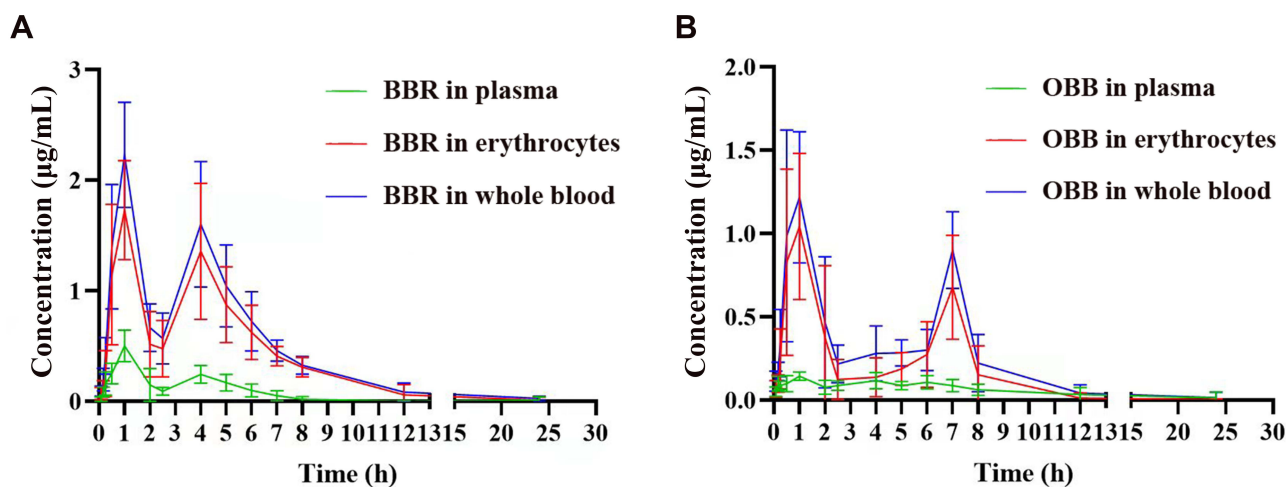 A
Concentration (μg/mL)
3
2
1
0
BBR in plasma
BBR in erythrocytes
BBR in whole blood
0 1 2 3 4 5 6 7 8 9 10 11 12 13 15 20 25 30
Time (h)
B
Concentration (μg/mL)
2.0
1.5
1.0
0.5
0.0
OBB in plasma
OBB in erythrocytes
OBB in whole blood
0 1 2 3 4 5 6 7 8 9 10 11 12 13 15 20 25 30
Time (h)